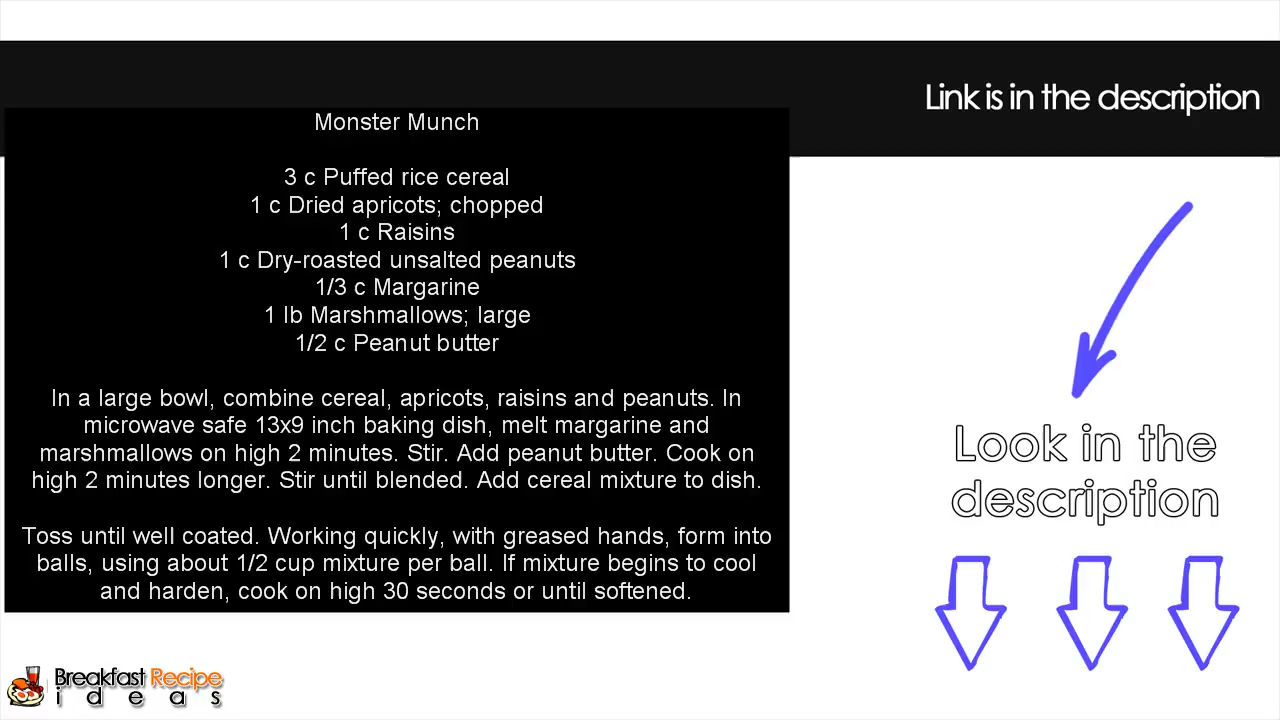 Link is in the description
Monster Munch
3 c Puffed rice cereal
1 c Dried apricots; chopped
1 c Raisins
1 c Dry-roasted unsalted peanuts
1/3 c Margarine
1 lb Marshmallows; large
1/2 c Peanut butter
In a large bowl, combine cereal, apricots, raisins and peanuts. In
microwave safe 13x9 inch baking dish, melt margarine and
marshmallows on high 2 minutes. Stir. Add peanut butter. Cook on
high 2 minutes longer. Stir until blended. Add cereal mixture to dish.
Toss until well coated. Working quickly, with greased hands, form into
balls, using about 1/2 cup mixture per ball. If mixture begins to cool
and harden, cook on high 30 seconds or until softened.
Look in the
description
Breakfast Recipe
ideas